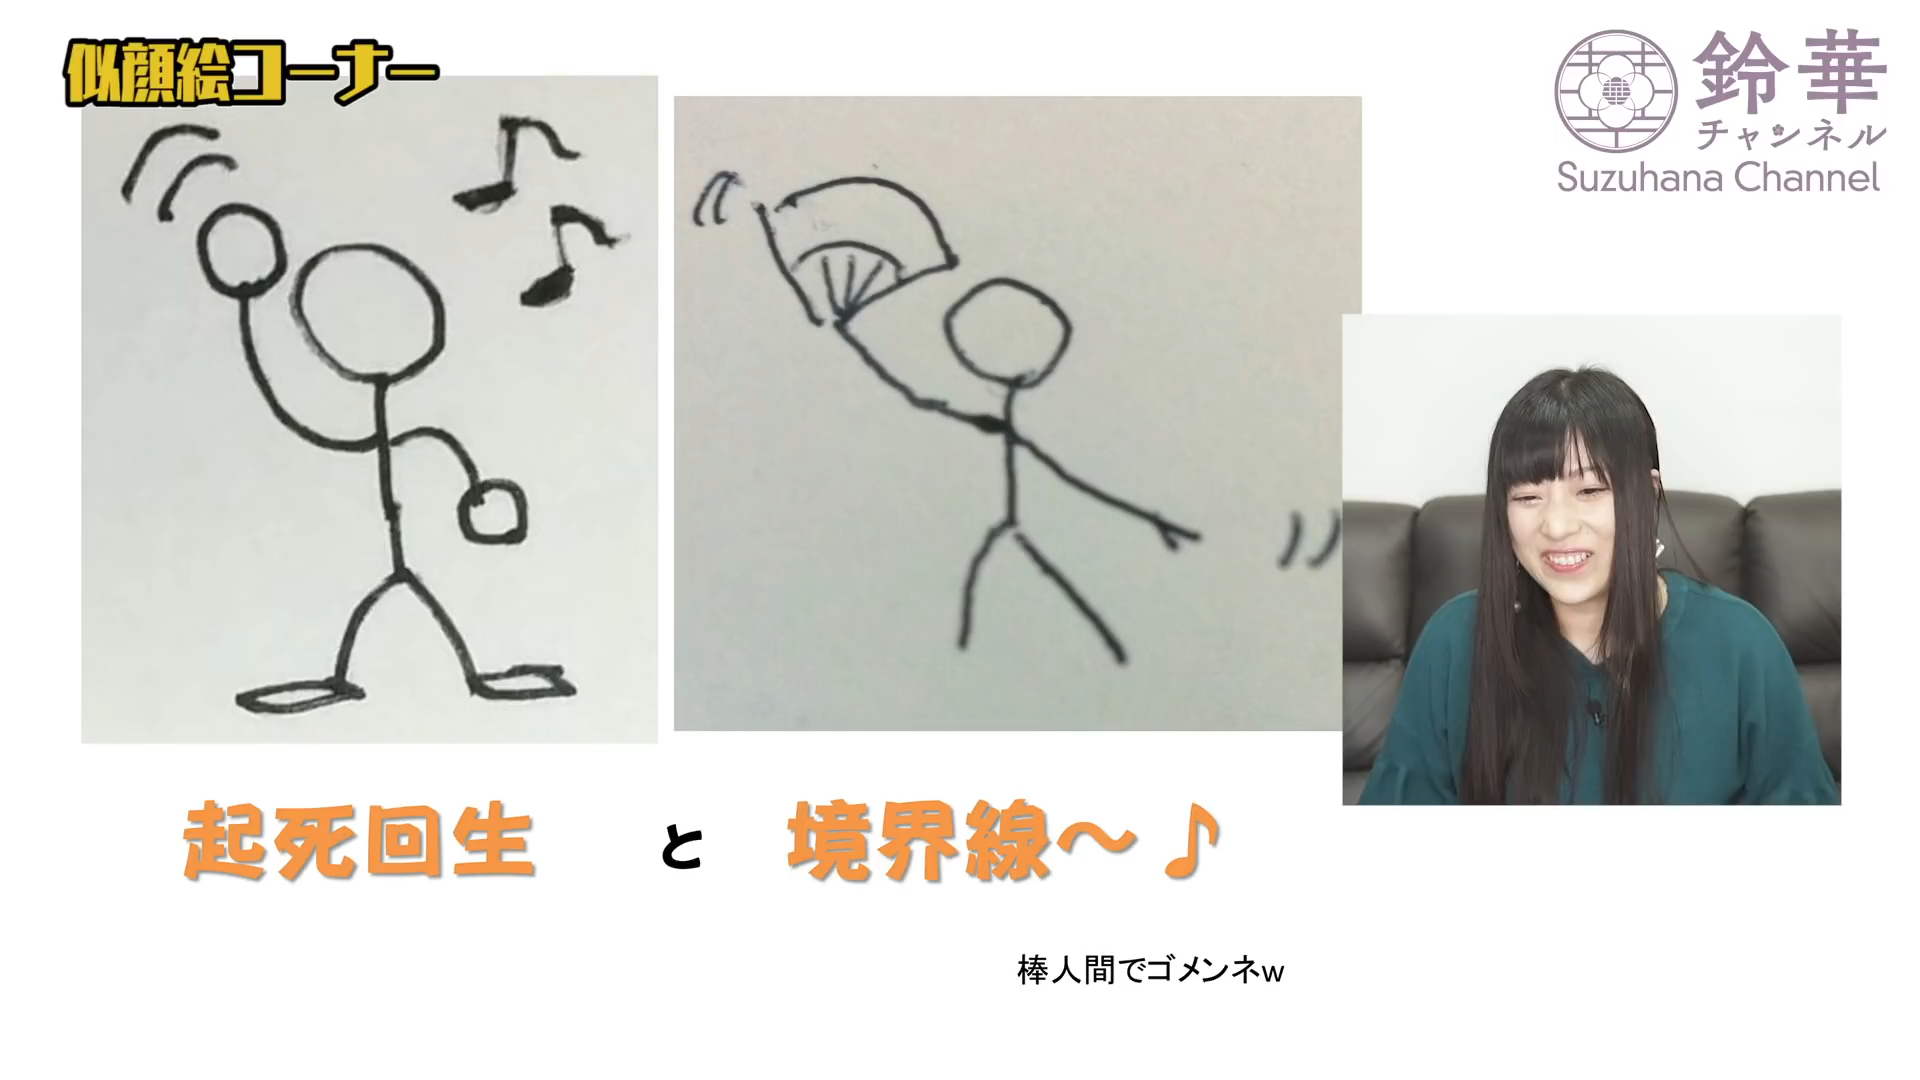 似顔絵コーナー
鈴華
チャンネル
Suzuhana Channel
起死回生 と 境界線～♪
棒人間でゴメンネw